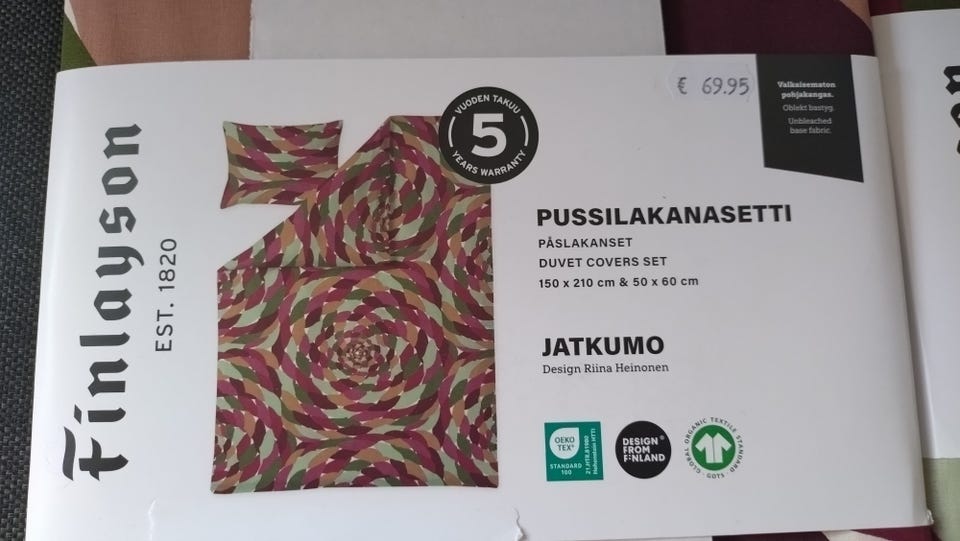 Finlayson
EST. 1820
VUODEN TAKUU
5
YEARS WARRANTY
€ 69.95
Valkaisematon
pohjakangas.
Oblekt bastyg.
Unbleached
base fabric.
PUSSILAKANASETTI
PÅSLAKANSET
DUVET COVERS SET
150 x 210 cm & 50 x 60 cm
JATKUMO
Design Riina Heinonen
OEKO
TEX®
STANDARD
100
Hohenstein HTTI
DESIGN
FROM
FINLAND
GLOBAL ORGANIC TEXTILE STANDARD
GOTS